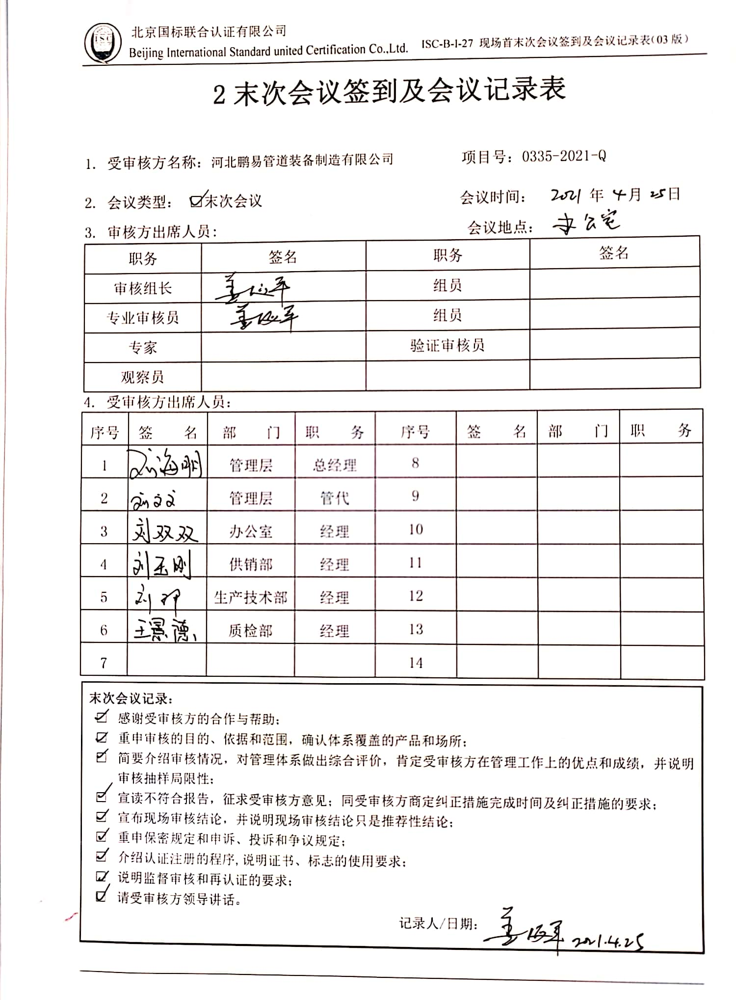 ISC
北京国标联合认证有限公司
Beijing International Standard united Certification Co.,Ltd.
ISC-B-I-27 现场首末次会议签到及会议记录表(03 版)
2 末次会议签到及会议记录表
1. 受审核方名称: 河北鹏易管道装备制造有限公司 项目号: 0335-2021-Q
2. 会议类型: ☑末次会议 会议时间: 2021 年 4 月 25 日
3. 审核方出席人员: 会议地点: 办公室
职务 签名 职务 签名
审核组长 组员
专业审核员 组员
专家 验证审核员
观察员
4. 受审核方出席人员:
序号 签 名 部 门 职 务 序号 签 名 部 门 职 务
1 刘海刚 管理层 总经理 8
2 刘文文 管理层 管代 9
3 刘双双 办公室 经理 10
4 刘玉刚 供销部 经理 11
5 刘 生产技术部 经理 12
6 王景德 质检部 经理 13
7 14
末次会议记录:
☑ 感谢受审核方的合作与帮助;
☑ 重申审核的目的、依据和范围,确认体系覆盖的产品和场所;
☑ 简要介绍审核情况,对管理体系做出综合评价,肯定受审核方在管理工作上的优点和成绩,并说明
审核抽样局限性;
☑ 宣读不符合报告,征求受审核方意见;同受审核方商定纠正措施完成时间及纠正措施的要求;
☑ 宣布现场审核结论,并说明现场审核结论只是推荐性结论;
☑ 重申保密规定和申诉、投诉和争议规定;
☑ 介绍认证注册的程序,说明证书、标志的使用要求;
☑ 说明监督审核和再认证的要求;
☑ 请受审核方领导讲话。
记录人/日期: 2021.4.25